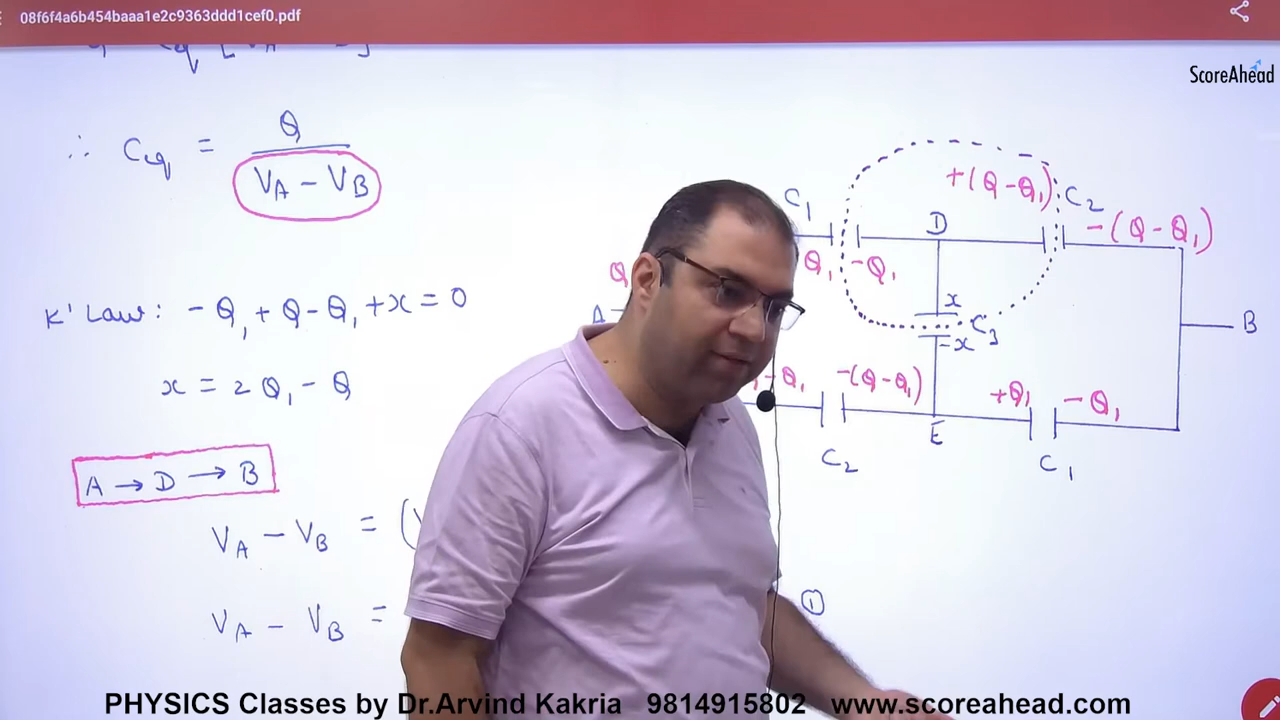 08f6f4a6b454baaa1e2c9363ddd1cef0.pdf
ScoreAhead
∴ Ceq = Q / (VA - VB)
K' Law: - Q1 + Q - Q1 + x = 0
x = 2Q1 - Q
A → D → B
VA - VB = (
VA - VB =
①
C1
+(Q - Q1)
C2
-(Q - Q1)
D
Q1
-Q1
x
C3
-x
A
B
-(Q-Q1)
+Q1
-Q1
E
C2
C1
PHYSICS Classes by Dr.Arvind Kakria 9814915802 www.scoreahead.com